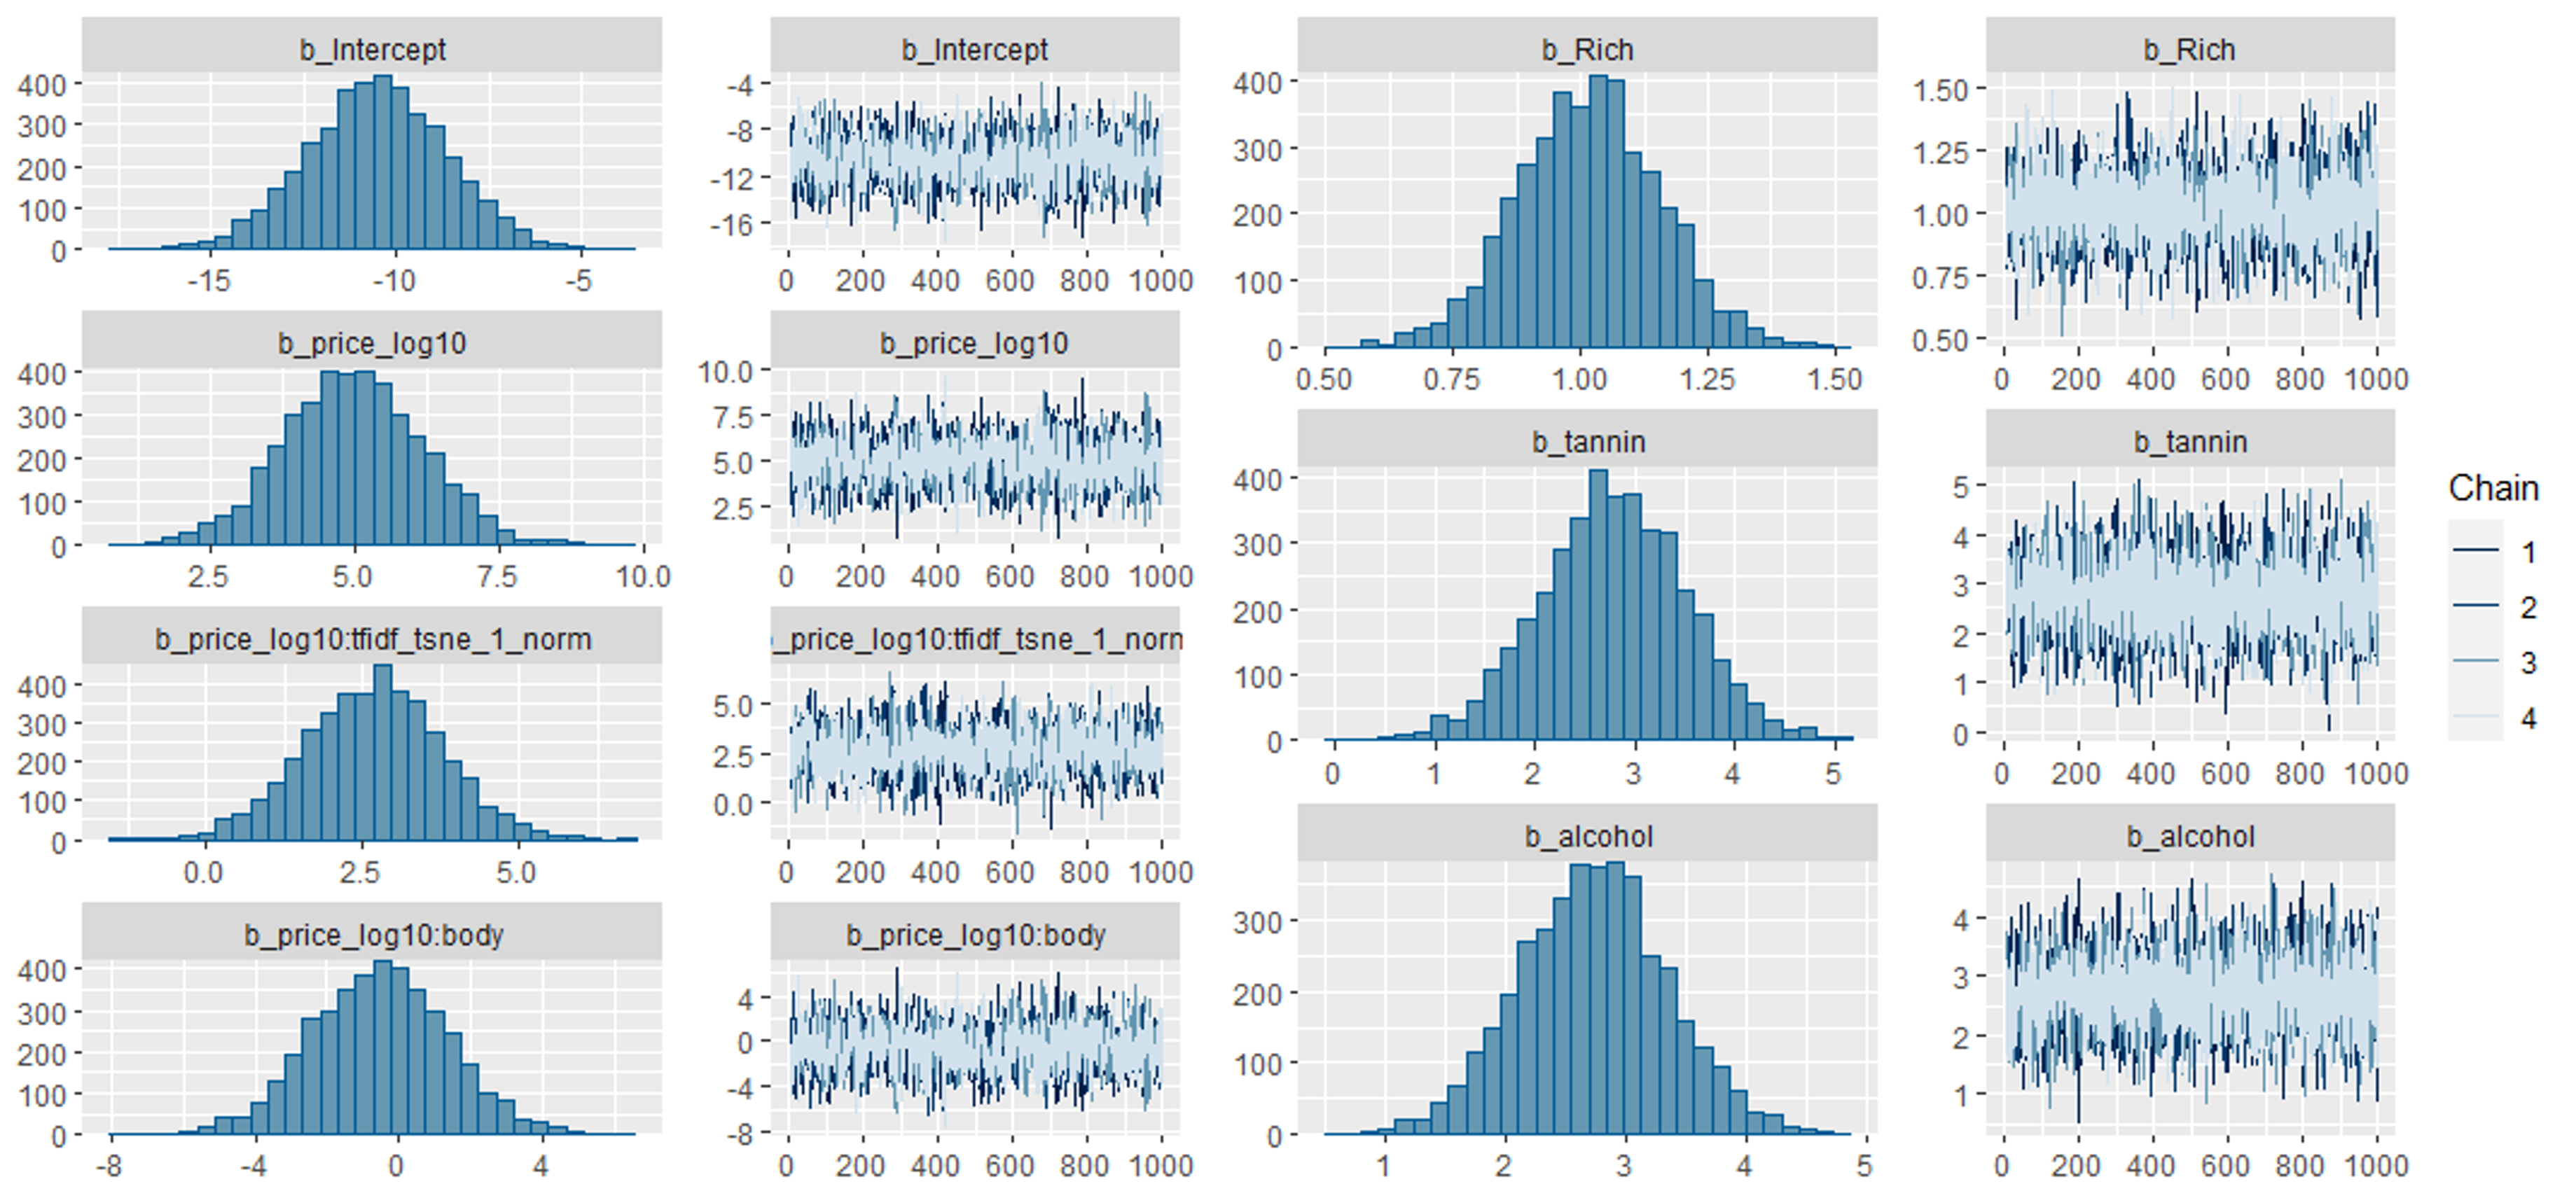 b_Intercept
400
300
200
100
0
-15 -10 -5
b_Intercept
-4
-8
-12
-16
0 200 400 600 800 1000
b_price_log10
400
300
200
100
0
2.5 5.0 7.5 10.0
b_price_log10
10.0
7.5
5.0
2.5
0 200 400 600 800 1000
b_price_log10:tfidf_tsne_1_norm
400
300
200
100
0
0.0 2.5 5.0
_price_log10:tfidf_tsne_1_norn
5.0
2.5
0.0
0 200 400 600 800 1000
b_price_log10:body
400
300
200
100
0
-8 -4 0 4
b_price_log10:body
4
0
-4
-8
0 200 400 600 800 1000
b_Rich
400
300
200
100
0
0.50 0.75 1.00 1.25 1.50
b_Rich
1.50
1.25
1.00
0.75
0.50
0 200 400 600 800 1000
b_tannin
400
300
200
100
0
0 1 2 3 4 5
b_tannin
5
4
3
2
1
0
0 200 400 600 800 1000
b_alcohol
300
200
100
0
1 2 3 4 5
b_alcohol
4
3
2
1
0 200 400 600 800 1000
Chain
1
2
3
4